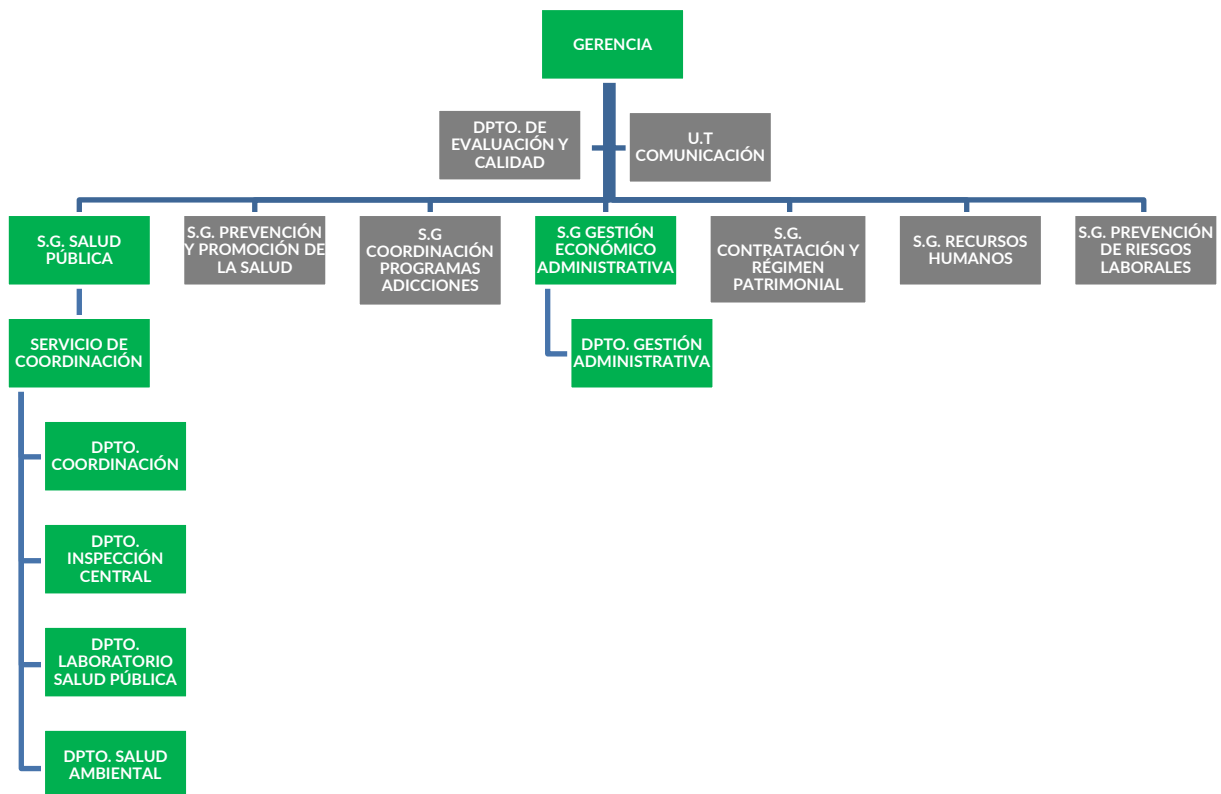 GERENCIA
DPTO. DE
EVALUACIÓN Y
CALIDAD
U.T
COMUNICACIÓN
S.G. SALUD
PÚBLICA
S.G. PREVENCIÓN
Y PROMOCIÓN DE
LA SALUD
S.G
COORDINACIÓN
PROGRAMAS
ADICCIONES
S.G GESTIÓN
ECONÓMICO
ADMINISTRATIVA
S.G.
CONTRATACIÓN Y
RÉGIMEN
PATRIMONIAL
S.G. RECURSOS
HUMANOS
S.G. PREVENCIÓN
DE RIESGOS
LABORALES
SERVICIO DE
COORDINACIÓN
DPTO. GESTIÓN
ADMINISTRATIVA
DPTO.
COORDINACIÓN
DPTO.
INSPECCIÓN
CENTRAL
DPTO.
LABORATORIO
SALUD PÚBLICA
DPTO. SALUD
AMBIENTAL